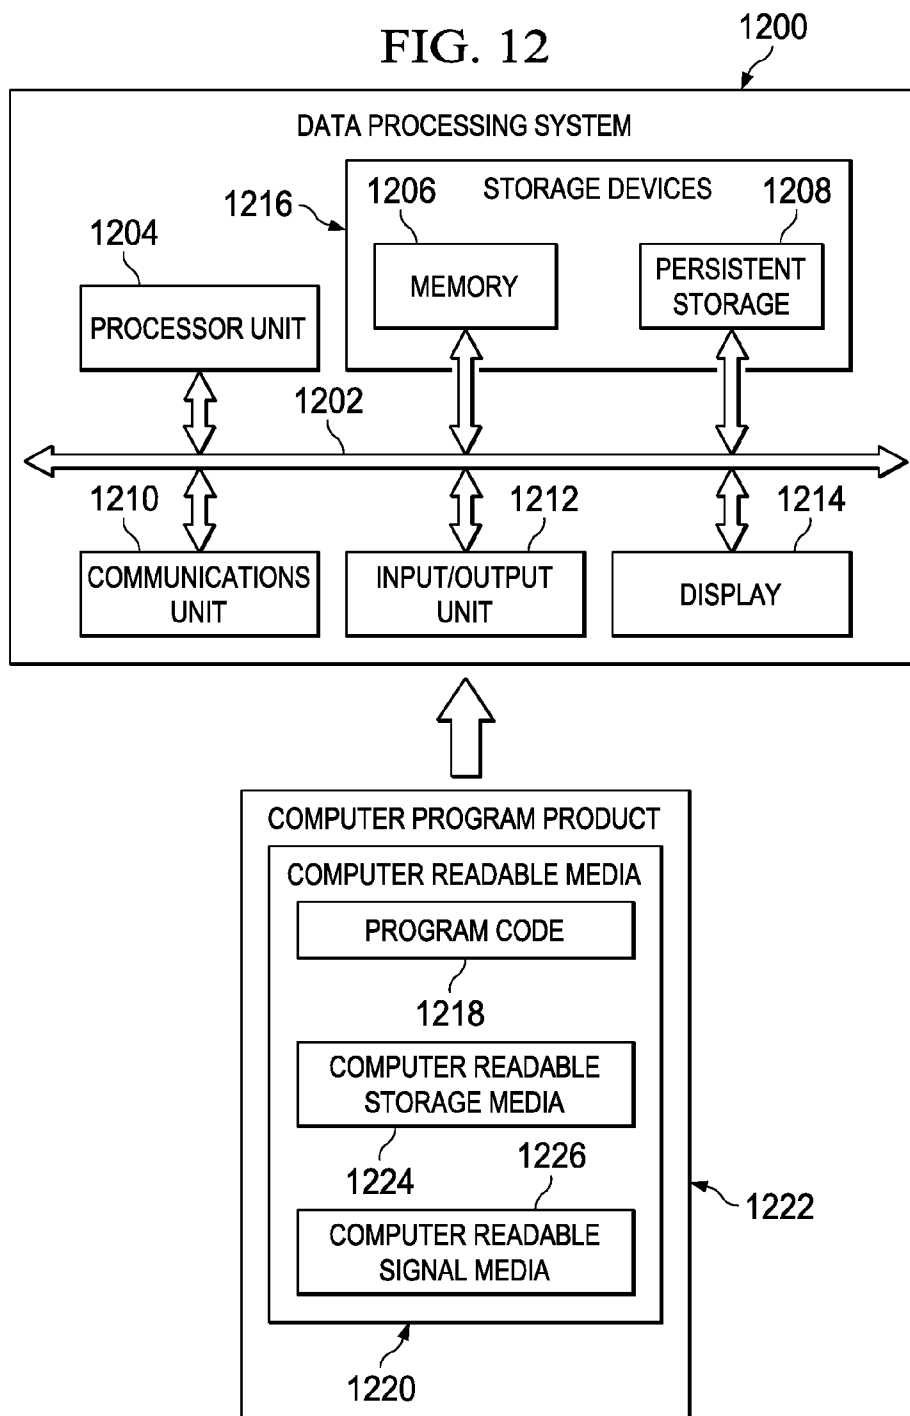 FIG. 12
1200
DATA PROCESSING SYSTEM
STORAGE DEVICES
1216
1206
1208
1204
MEMORY
PERSISTENT
STORAGE
PROCESSOR UNIT
1202
1210
1212
1214
COMMUNICATIONS
UNIT
INPUT/OUTPUT
UNIT
DISPLAY
COMPUTER PROGRAM PRODUCT
COMPUTER READABLE MEDIA
PROGRAM CODE
1218
COMPUTER READABLE
STORAGE MEDIA
1224
1226
1222
COMPUTER READABLE
SIGNAL MEDIA
1220